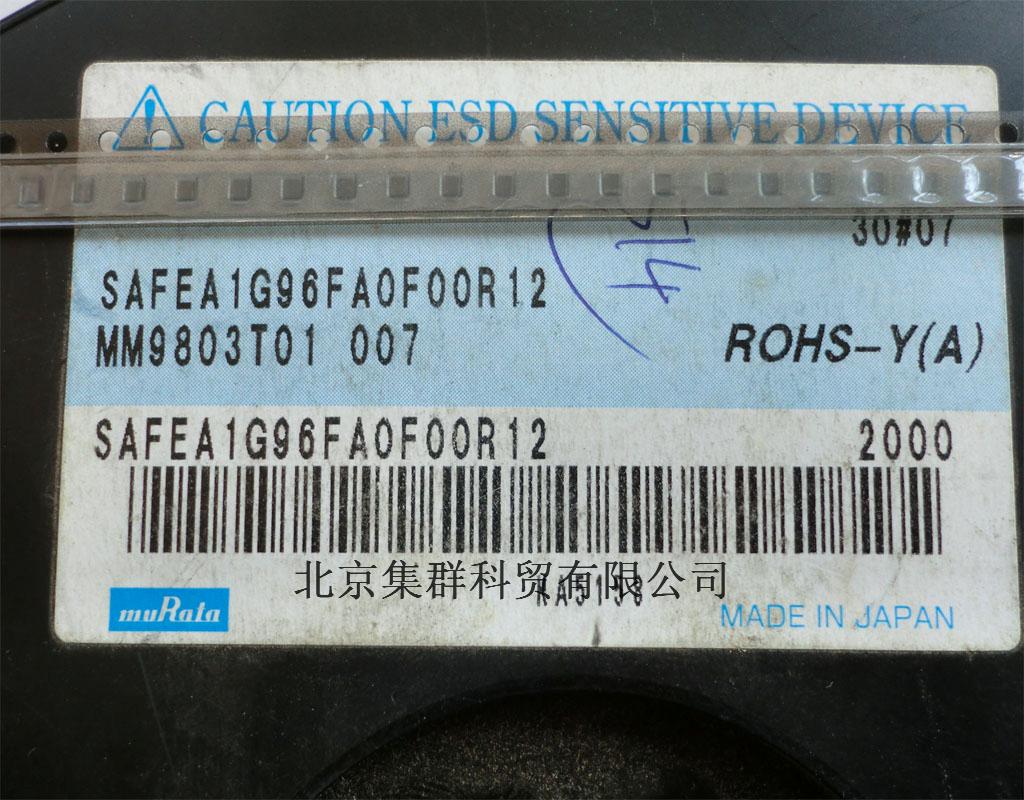 CAUTION ESD SENSITIVE DEVICE
30#07
SAFEA1G96FA0F00R12
MM9803T01 007
ROHS-Y(A)
SAFEA1G96FA0F00R12 2000
北京集群科贸有限公司
muRata
MADE IN JAPAN